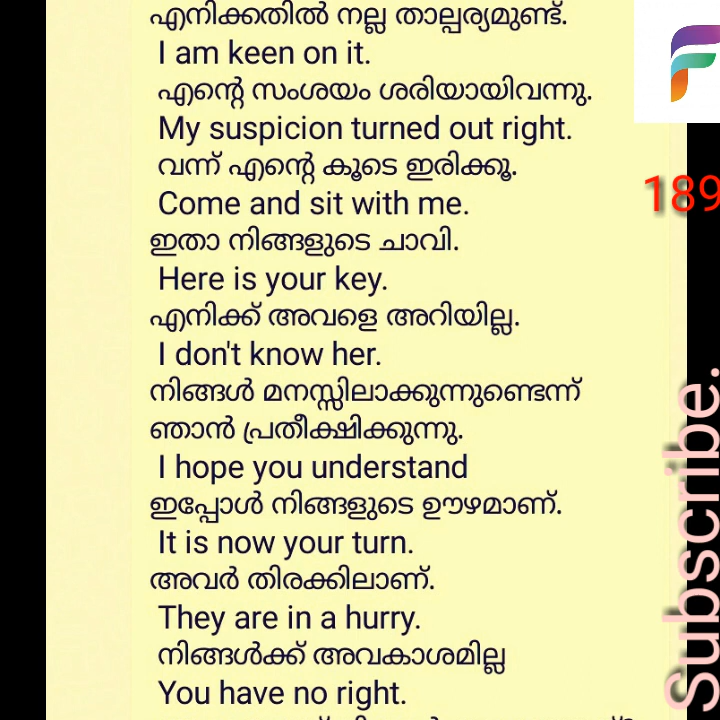 എനിക്കതിൽ നല്ല താല്പര്യമുണ്ട്.
I am keen on it.
എന്റെ സംശയം ശരിയായിവന്നു.
My suspicion turned out right.
വന്ന് എന്റെ കൂടെ ഇരിക്കൂ.
Come and sit with me.
ഇതാ നിങ്ങളുടെ ചാവി.
Here is your key.
എനിക്ക് അവളെ അറിയില്ല.
I don't know her.
നിങ്ങൾ മനസ്സിലാക്കുന്നുണ്ടെന്ന്
ഞാൻ പ്രതീക്ഷിക്കുന്നു.
I hope you understand
ഇപ്പോൾ നിങ്ങളുടെ ഊഴമാണ്.
It is now your turn.
അവർ തിരക്കിലാണ്.
They are in a hurry.
നിങ്ങൾക്ക് അവകാശമില്ല
You have no right.
189
Subscribe.